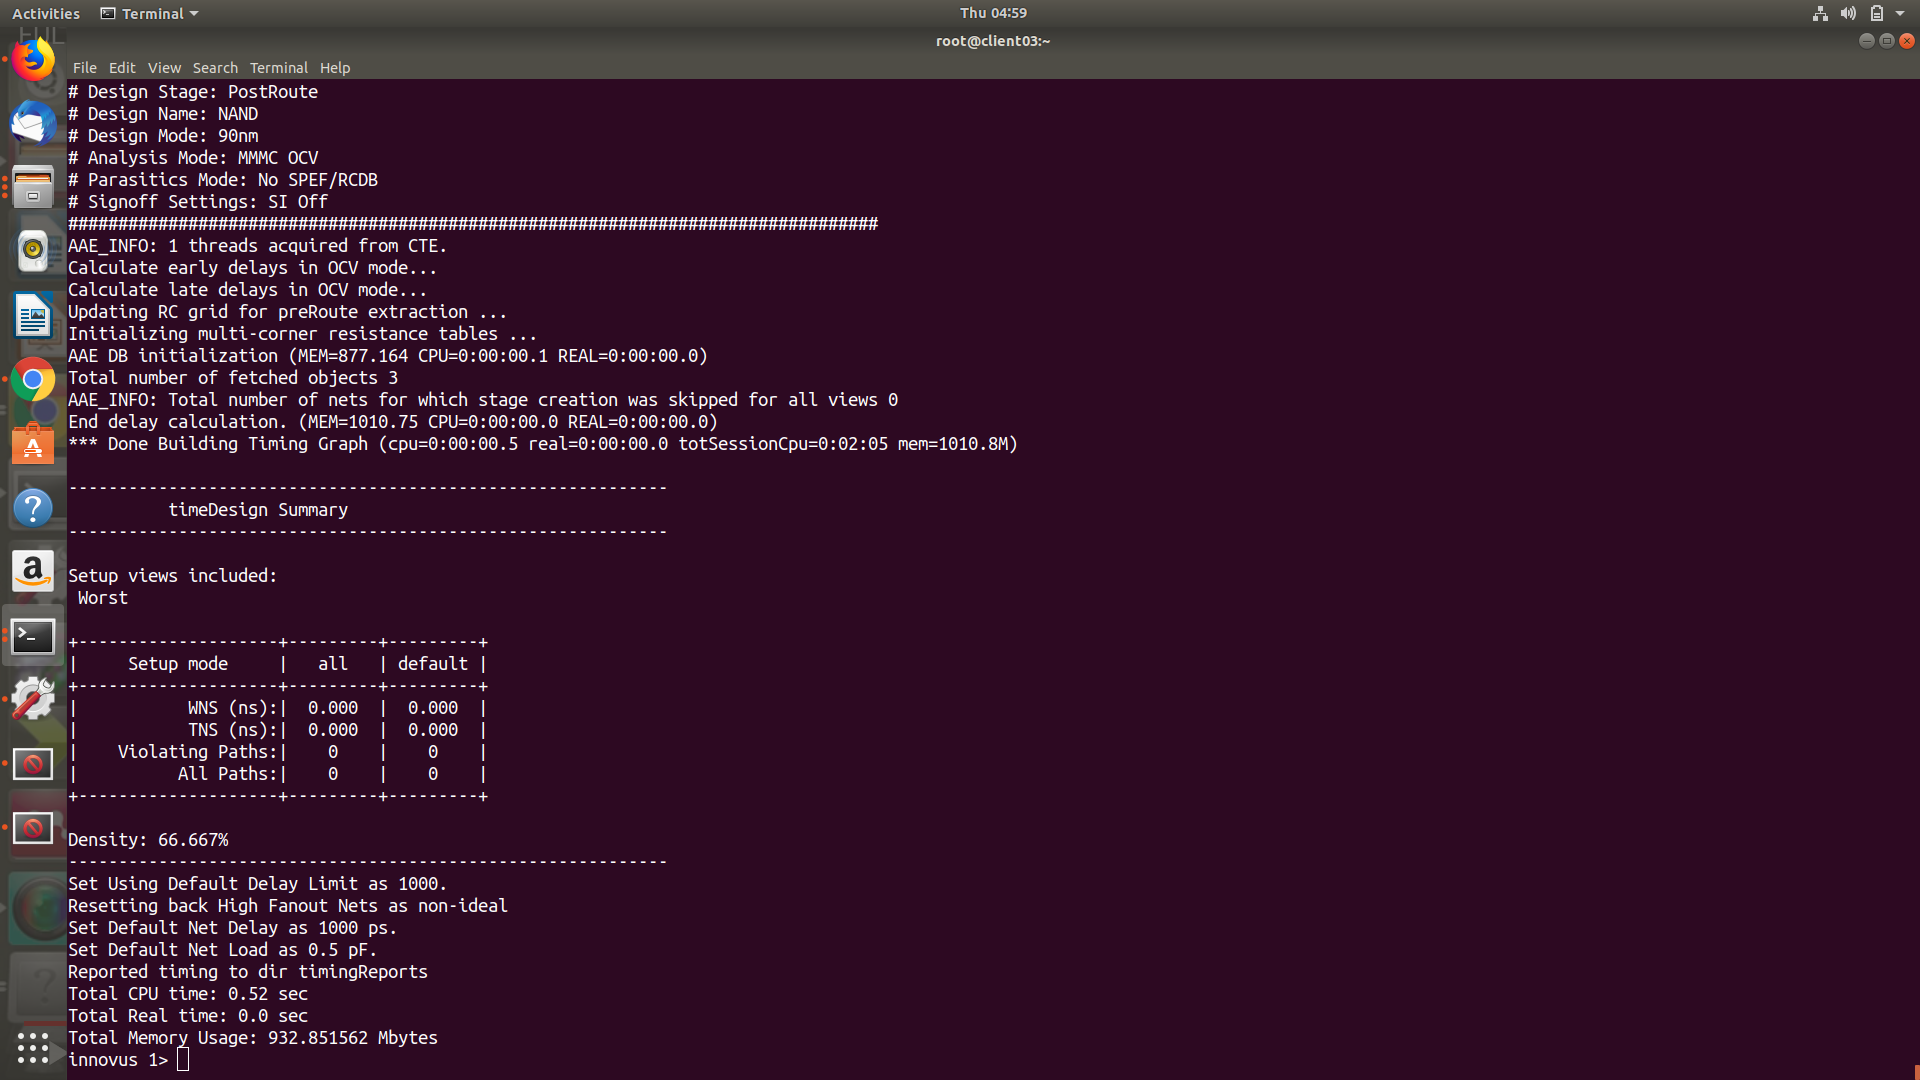 Activities Terminal Thu 04:59
root@client03:~
File Edit View Search Terminal Help
# Design Stage: PostRoute
# Design Name: NAND
# Design Mode: 90nm
# Analysis Mode: MMMC OCV
# Parasitics Mode: No SPEF/RCDB
# Signoff Settings: SI Off
#################################################################################
AAE_INFO: 1 threads acquired from CTE.
Calculate early delays in OCV mode...
Calculate late delays in OCV mode...
Updating RC grid for preRoute extraction ...
Initializing multi-corner resistance tables ...
AAE DB initialization (MEM=877.164 CPU=0:00:00.1 REAL=0:00:00.0)
Total number of fetched objects 3
AAE_INFO: Total number of nets for which stage creation was skipped for all views 0
End delay calculation. (MEM=1010.75 CPU=0:00:00.0 REAL=0:00:00.0)
*** Done Building Timing Graph (cpu=0:00:00.5 real=0:00:00.0 totSessionCpu=0:02:05 mem=1010.8M)
------------------------------------------------------------
          timeDesign Summary
------------------------------------------------------------
Setup views included:
 Worst
+--------------------+---------+---------+
|     Setup mode     |   all   | default |
+--------------------+---------+---------+
|           WNS (ns):|  0.000  |  0.000  |
|           TNS (ns):|  0.000  |  0.000  |
|    Violating Paths:|    0    |    0    |
|          All Paths:|    0    |    0    |
+--------------------+---------+---------+
Density: 66.667%
------------------------------------------------------------
Set Using Default Delay Limit as 1000.
Resetting back High Fanout Nets as non-ideal
Set Default Net Delay as 1000 ps.
Set Default Net Load as 0.5 pF.
Reported timing to dir timingReports
Total CPU time: 0.52 sec
Total Real time: 0.0 sec
Total Memory Usage: 932.851562 Mbytes
innovus 1>